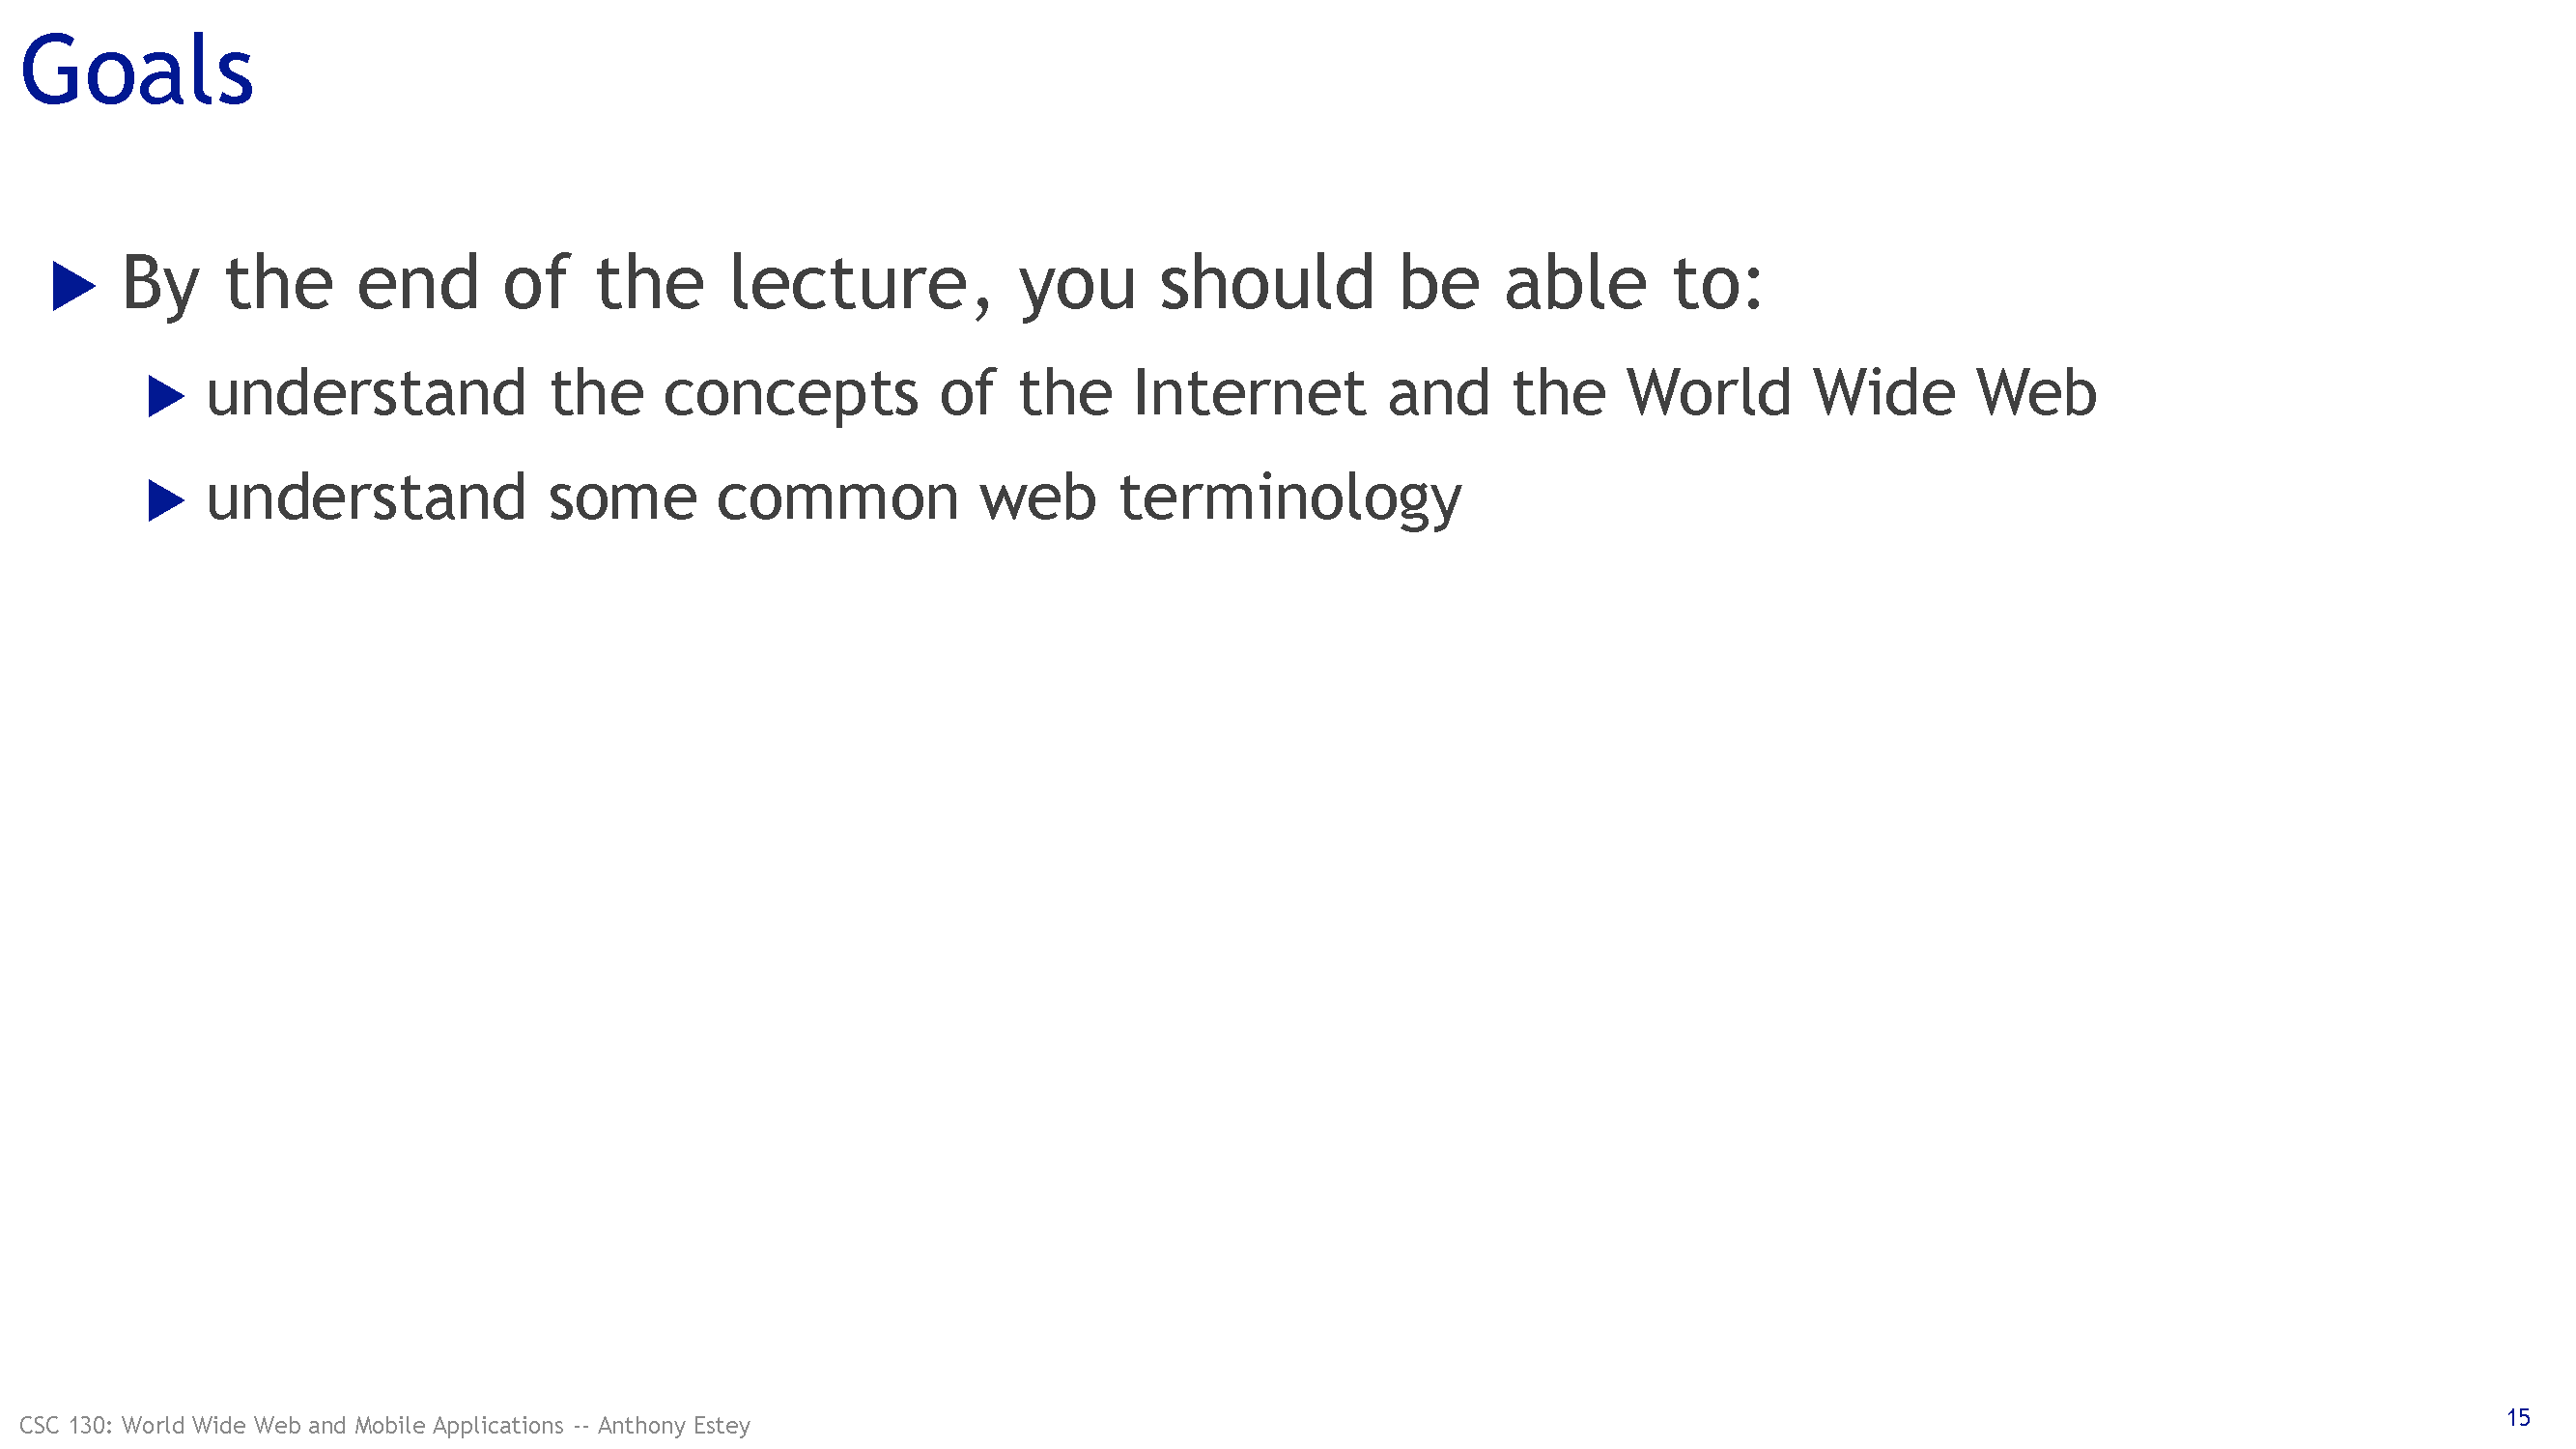 Goals
By the end of the lecture, you should be able to:
understand the concepts of the Internet and the World Wide Web
understand some common web terminology
CSC 130: World Wide Web and Mobile Applications -- Anthony Estey
15